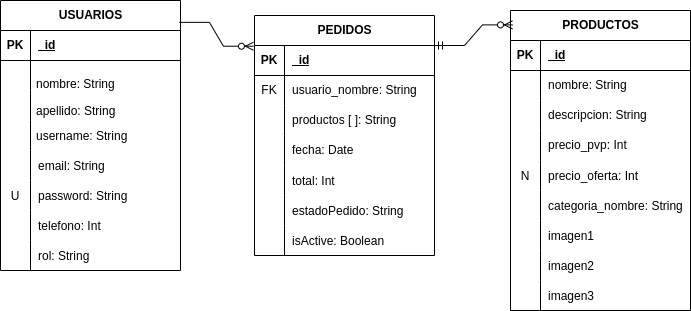 USUARIOS
PK _id
nombre: String
apellido: String
username: String
email: String
U password: String
telefono: Int
rol: String
PEDIDOS
PK _id
FK usuario_nombre: String
productos [ ]: String
fecha: Date
total: Int
estadoPedido: String
isActive: Boolean
PRODUCTOS
PK _id
nombre: String
descripcion: String
precio_pvp: Int
N precio_oferta: Int
categoria_nombre: String
imagen1
imagen2
imagen3